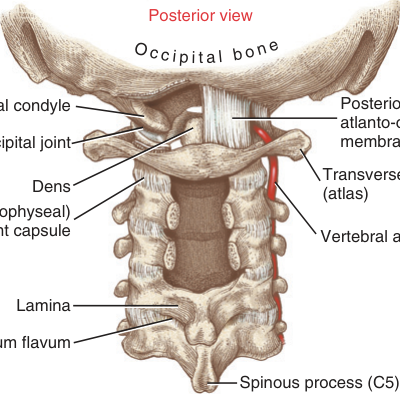 Posterior view
Occipital bone
al condyle
cipital joint
Dens
ophyseal)
nt capsule
Lamina
um flavum
Posterio
atlanto-o
membra
Transverse
(atlas)
Vertebral a
Spinous process (C5)